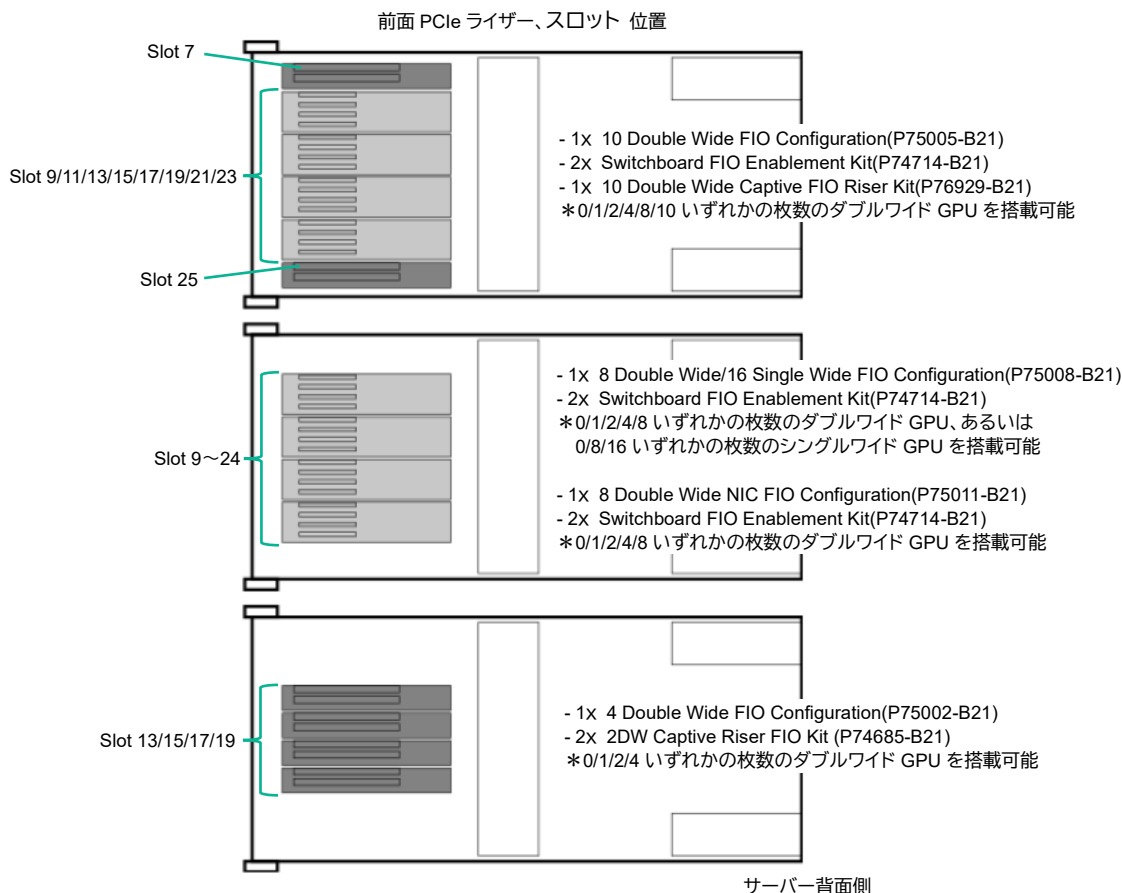 前面 PCIe ライザー、スロット 位置
Slot 7
Slot 9/11/13/15/17/19/21/23
Slot 25
- 1x 10 Double Wide FIO Configuration(P75005-B21)
- 2x Switchboard FIO Enablement Kit(P74714-B21)
- 1x 10 Double Wide Captive FIO Riser Kit(P76929-B21)
＊0/1/2/4/8/10 いずれかの枚数のダブルワイド GPU を搭載可能
Slot 9～24
- 1x 8 Double Wide/16 Single Wide FIO Configuration(P75008-B21)
- 2x Switchboard FIO Enablement Kit(P74714-B21)
＊0/1/2/4/8 いずれかの枚数のダブルワイド GPU、あるいは
0/8/16 いずれかの枚数のシングルワイド GPU を搭載可能
- 1x 8 Double Wide NIC FIO Configuration(P75011-B21)
- 2x Switchboard FIO Enablement Kit(P74714-B21)
＊0/1/2/4/8 いずれかの枚数のダブルワイド GPU を搭載可能
Slot 13/15/17/19
- 1x 4 Double Wide FIO Configuration(P75002-B21)
- 2x 2DW Captive Riser FIO Kit (P74685-B21)
＊0/1/2/4 いずれかの枚数のダブルワイド GPU を搭載可能
サーバー背面側